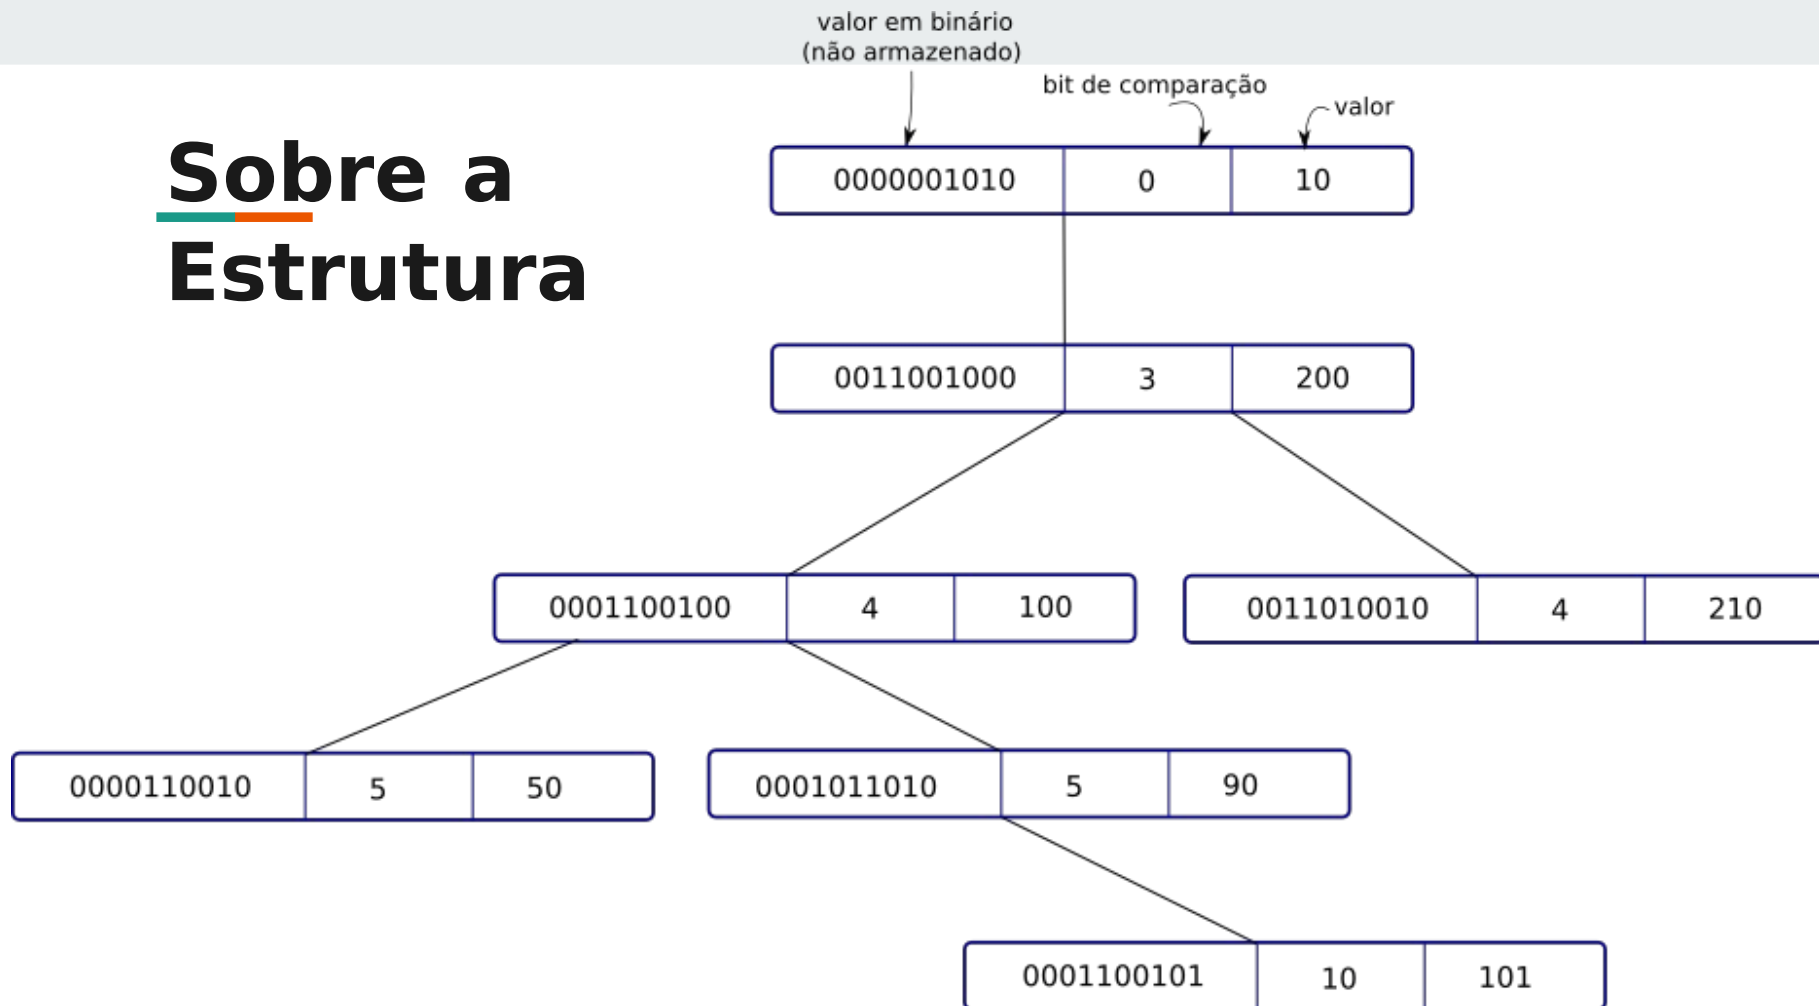 valor em binário
(não armazenado)
bit de comparação
valor
Sobre a
Estrutura
0000001010 0 10
0011001000 3 200
0001100100 4 100
0011010010 4 210
0000110010 5 50
0001011010 5 90
0001100101 10 101